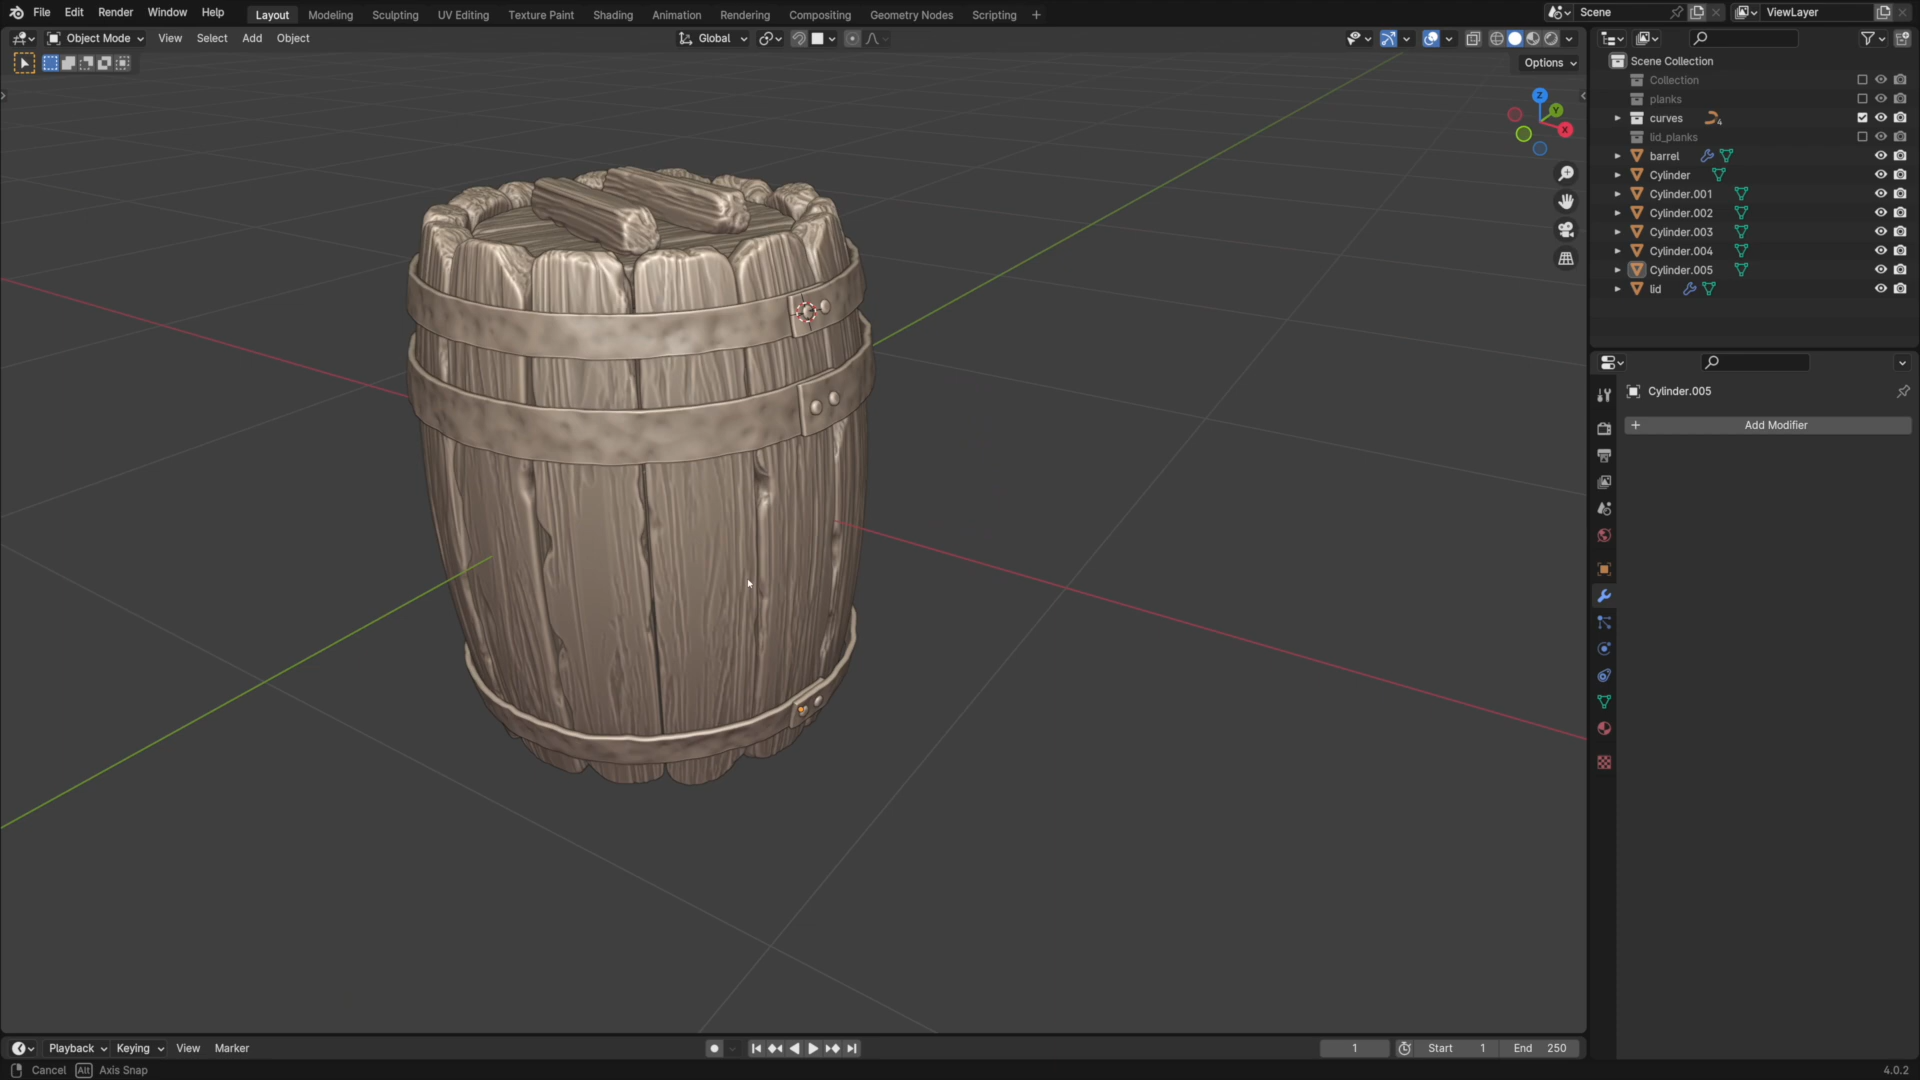 File Edit Render Window Help Layout Modeling Sculpting UV Editing Texture Paint Shading Animation Rendering Compositing Geometry Nodes Scripting + Scene ViewLayer
Object Mode View Select Add Object Global
Options
Z
Y
X
Scene Collection
Collection
planks
curves 4
lid_planks
barrel
Cylinder
Cylinder.001
Cylinder.002
Cylinder.003
Cylinder.004
Cylinder.005
lid
Cylinder.005
+ Add Modifier
Playback Keying View Marker 1 Start 1 End 250
Cancel Alt Axis Snap 4.0.2